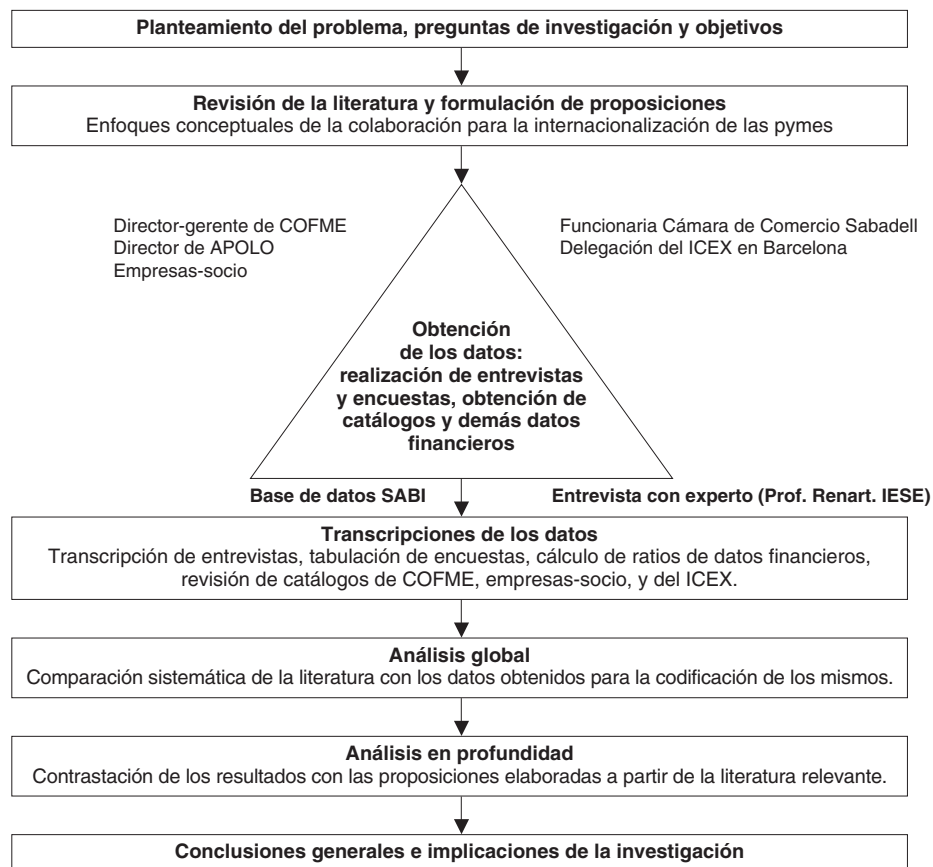 Planteamiento del problema, preguntas de investigación y objetivos
Revisión de la literatura y formulación de proposiciones
Enfoques conceptuales de la colaboración para la internacionalización de las pymes
Director-gerente de COFME
Director de APOLO
Empresas-socio
Funcionaria Cámara de Comercio Sabadell
Delegación del ICEX en Barcelona
Obtención
de los datos:
realización de entrevistas
y encuestas, obtención de
catálogos y demás datos
financieros
Base de datos SABI
Entrevista con experto (Prof. Renart. IESE)
Transcripciones de los datos
Transcripción de entrevistas, tabulación de encuestas, cálculo de ratios de datos financieros,
revisión de catálogos de COFME, empresas-socio, y del ICEX.
Análisis global
Comparación sistemática de la literatura con los datos obtenidos para la codificación de los mismos.
Análisis en profundidad
Contrastación de los resultados con las proposiciones elaboradas a partir de la literatura relevante.
Conclusiones generales e implicaciones de la investigación